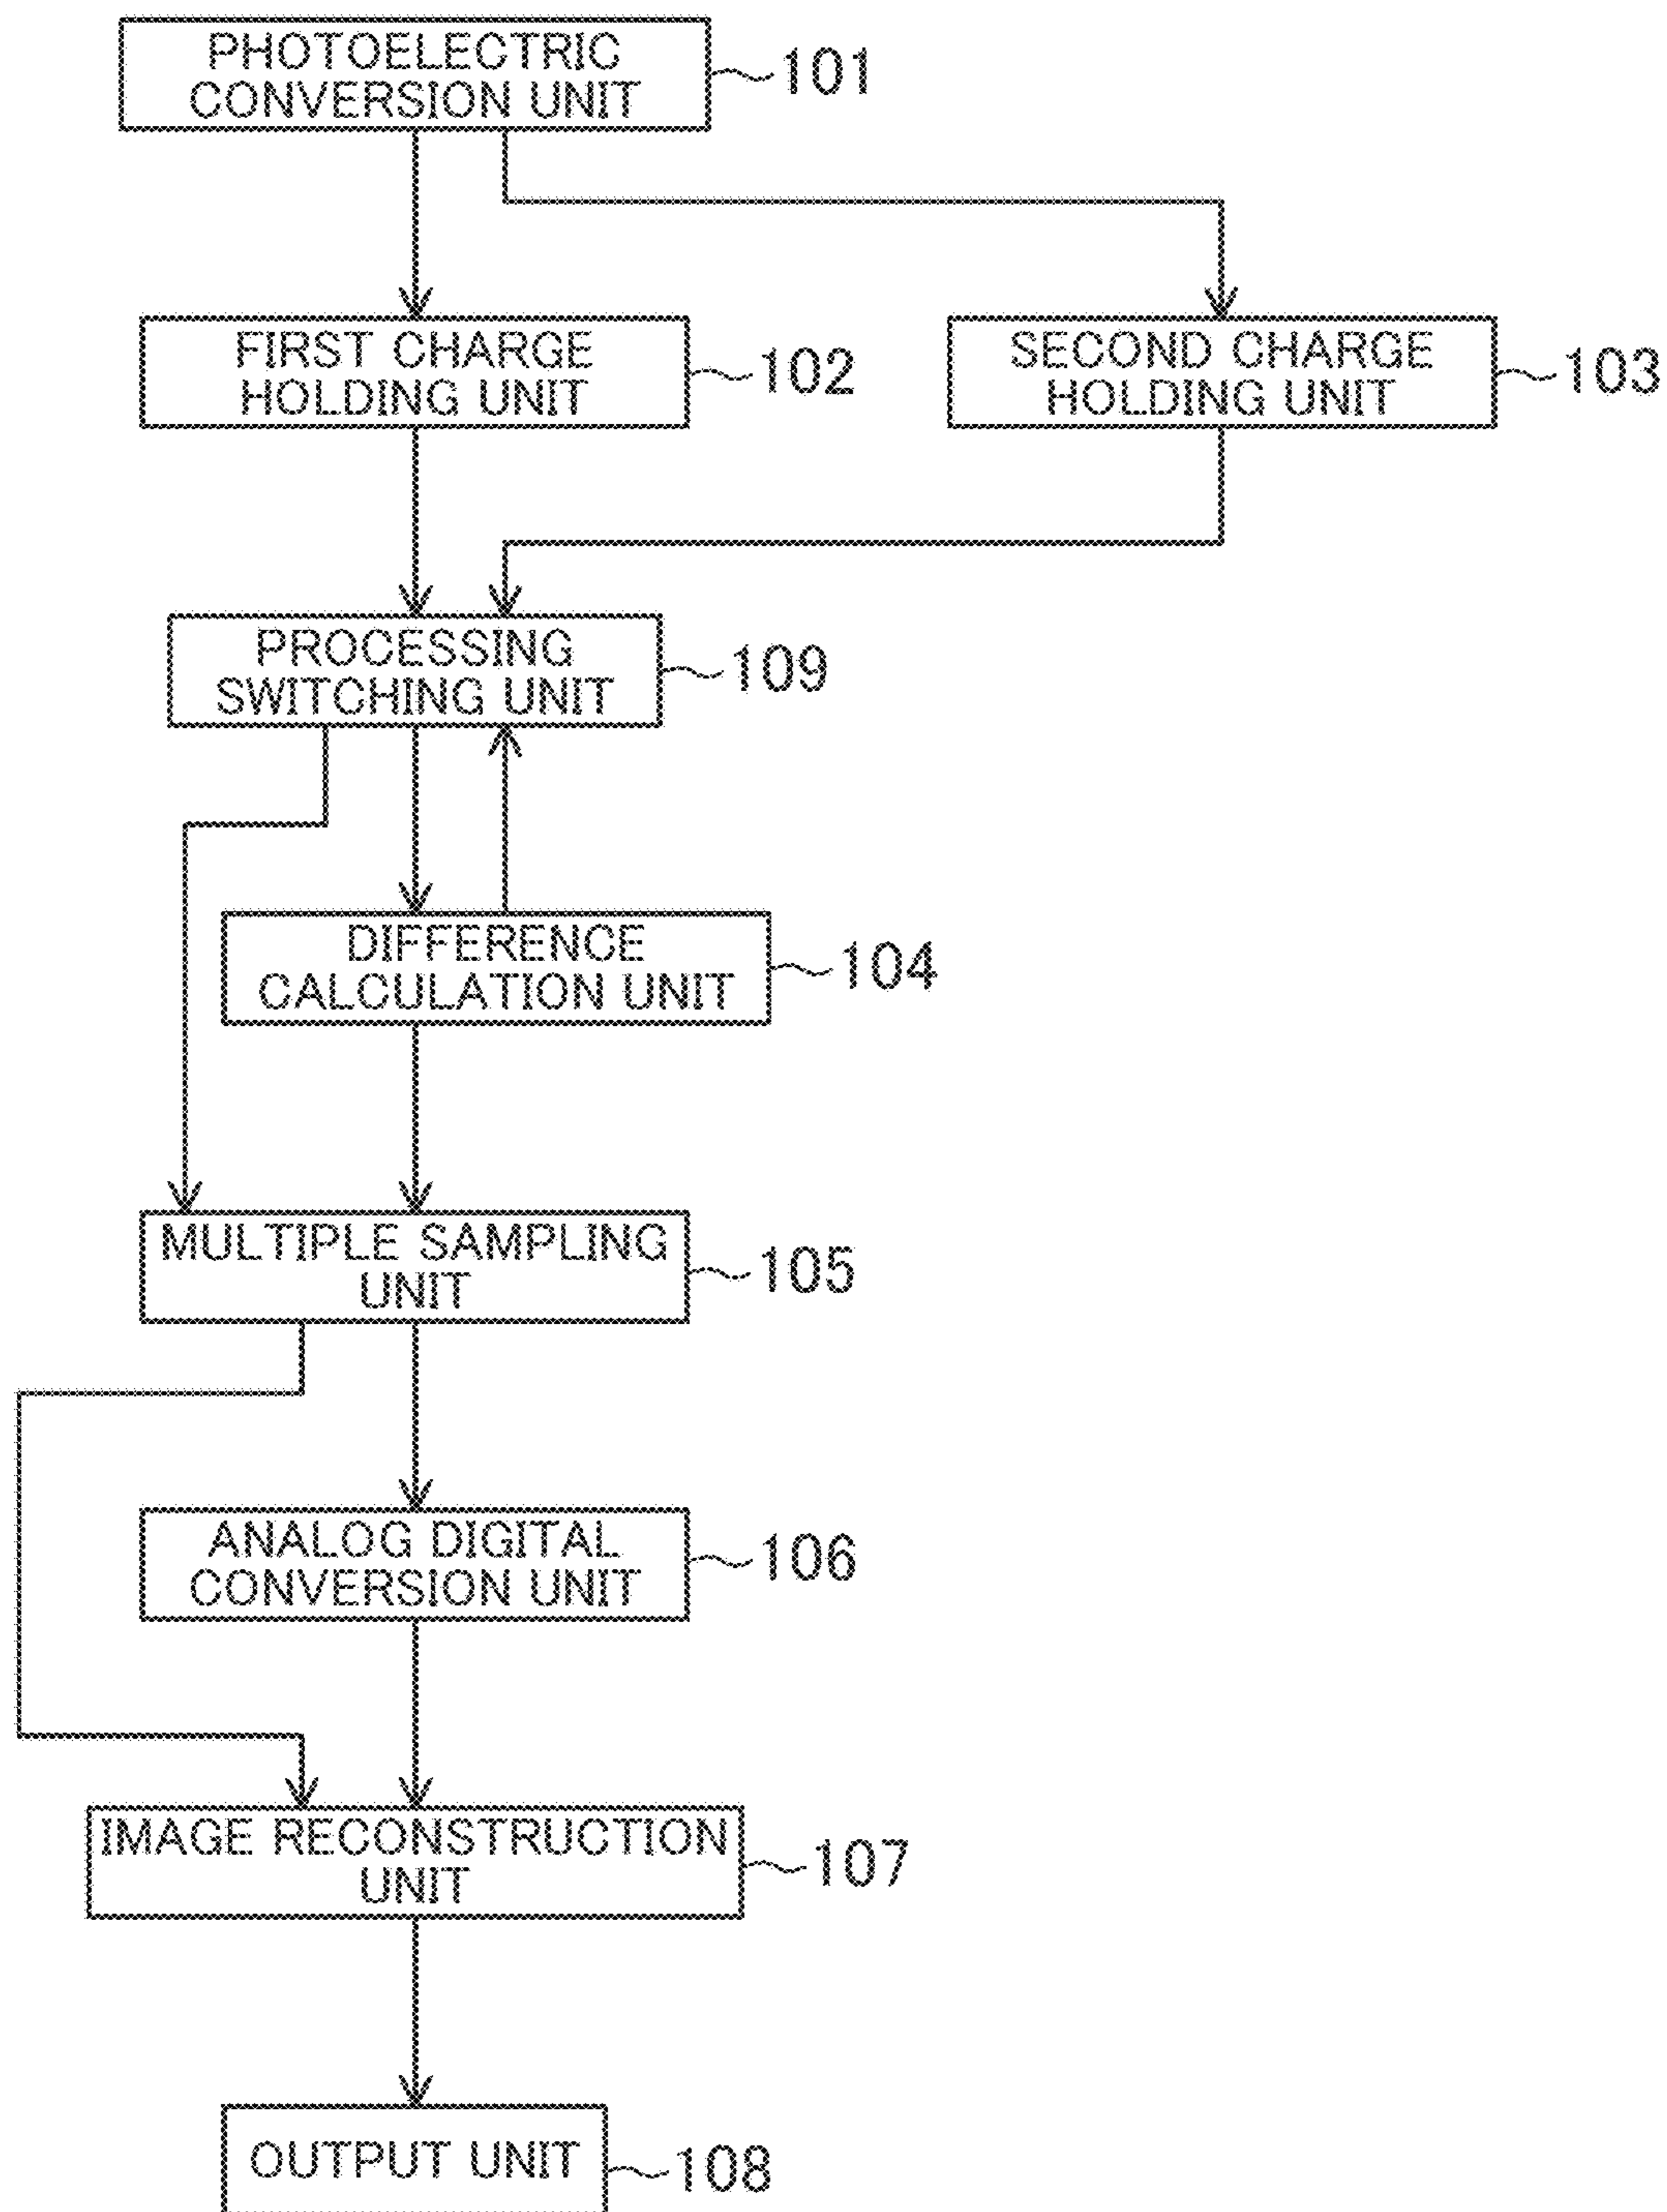 PHOTOELECTRIC
CONVERSION UNIT
101
FIRST CHARGE
HOLDING UNIT
102
SECOND CHARGE
HOLDING UNIT
103
PROCESSING
SWITCHING UNIT
109
DIFFERENCE
CALCULATION UNIT
104
MULTIPLE SAMPLING
UNIT
105
ANALOG DIGITAL
CONVERSION UNIT
106
IMAGE RECONSTRUCTION
UNIT
107
OUTPUT UNIT
108